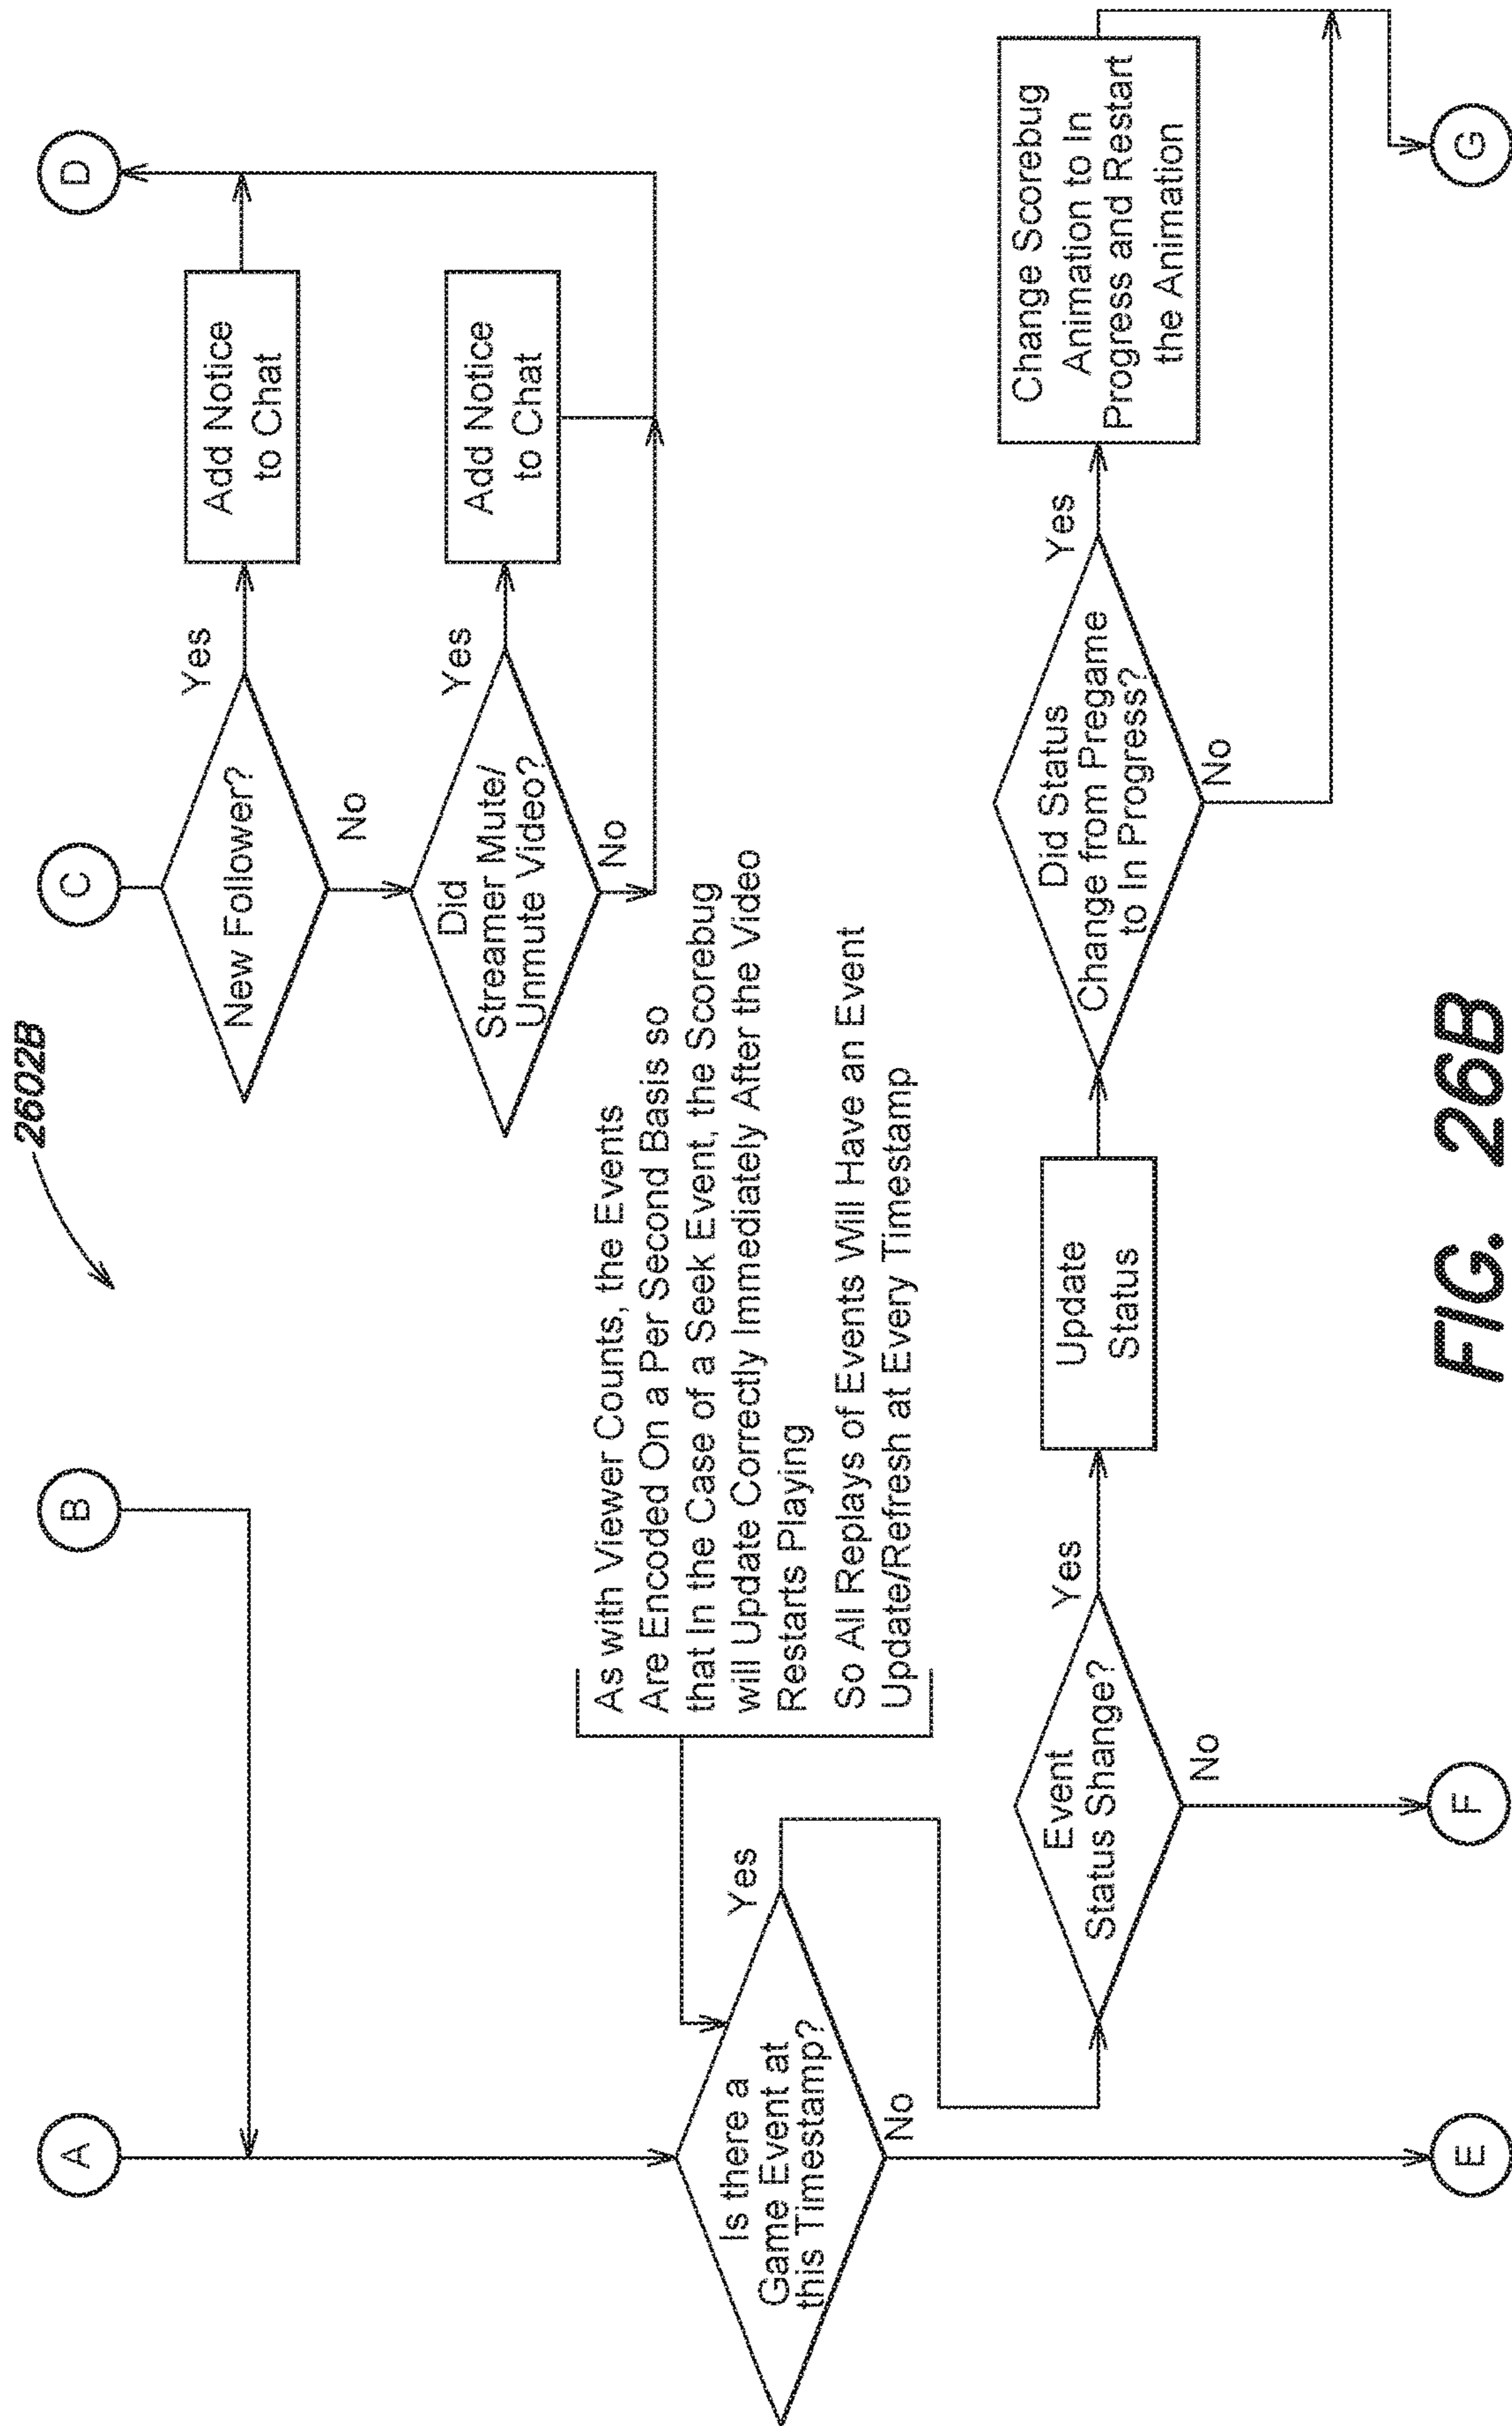 2602B
A
B
C
D
New Follower?
Yes
Add Notice
to Chat
No
Did
Streamer Mute/
Unmute Video?
Yes
Add Notice
to Chat
No
As with Viewer Counts, the Events
Are Encoded On a Per Second Basis so
that In the Case of a Seek Event, the Scorebug
will Update Correctly Immediately After the Video
Restarts Playing
So All Replays of Events Will Have an Event
Update/Refresh at Every Timestamp
Is there a
Game Event at
this Timestamp?
Yes
No
Event
Status Shange?
Yes
No
Update
Status
Did Status
Change from Pregame
to In Progress?
Yes
No
Change Scorebug
Animation to In
Progress and Restart
the Animation
E
F
G
FIG. 26B